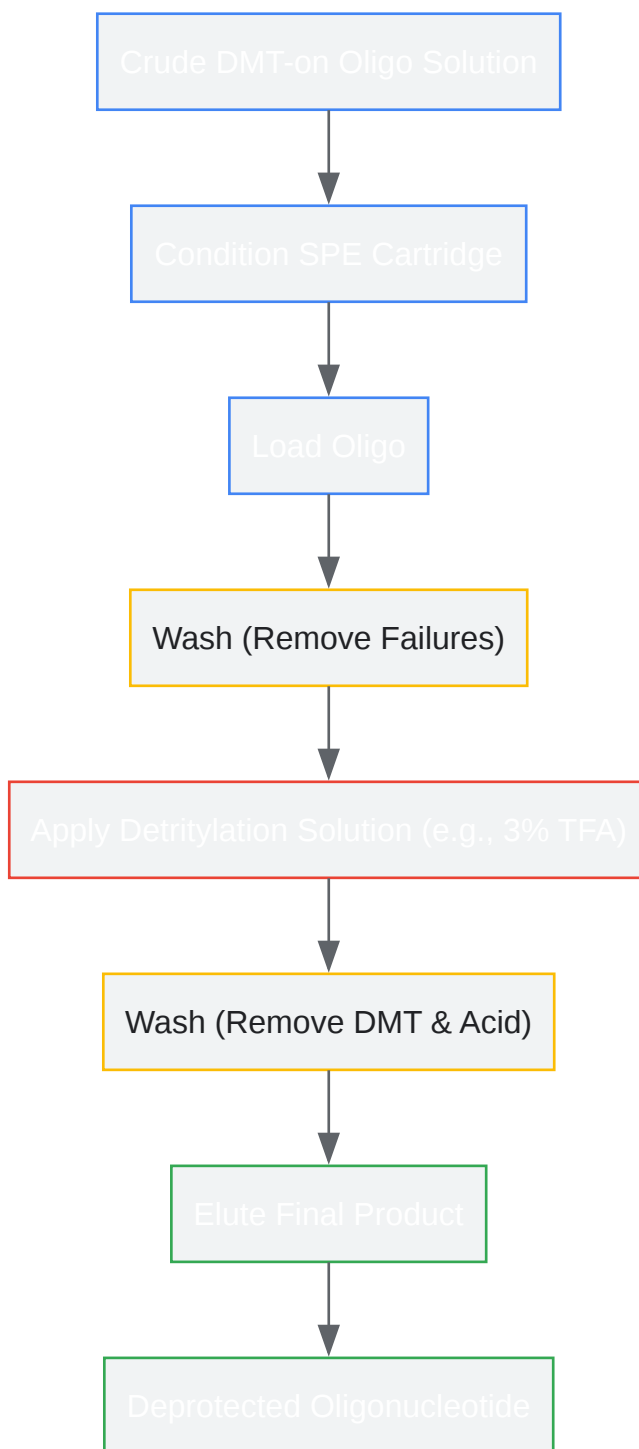 Crude DMT-on Oligo Solution
Condition SPE Cartridge
Load Oligo
Wash (Remove Failures)
Apply Detritylation Solution (e.g., 3% TFA)
Wash (Remove DMT & Acid)
Elute Final Product
Deprotected Oligonucleotide